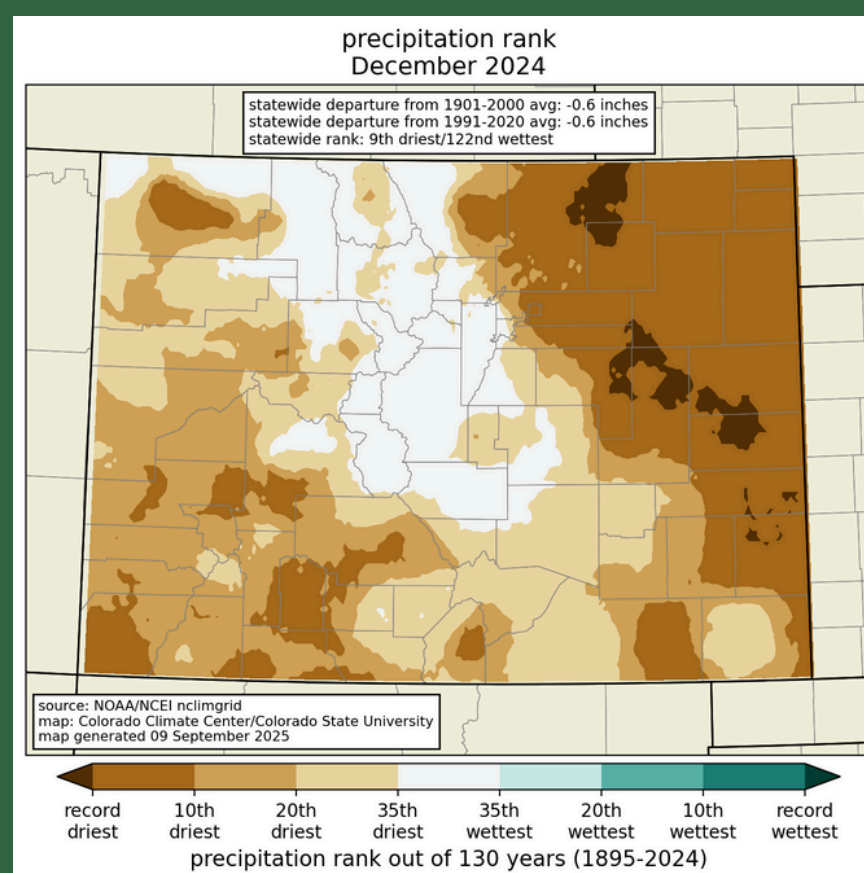 precipitation rank
December 2024
statewide departure from 1901-2000 avg: -0.6 inches
statewide departure from 1991-2020 avg: -0.6 inches
statewide rank: 9th driest/122nd wettest
source: NOAA/NCEI nclimgrid
map: Colorado Climate Center/Colorado State University
map generated 09 September 2025
record driest
10th driest
20th driest
35th driest
35th wettest
20th wettest
10th wettest
record wettest
precipitation rank out of 130 years (1895-2024)